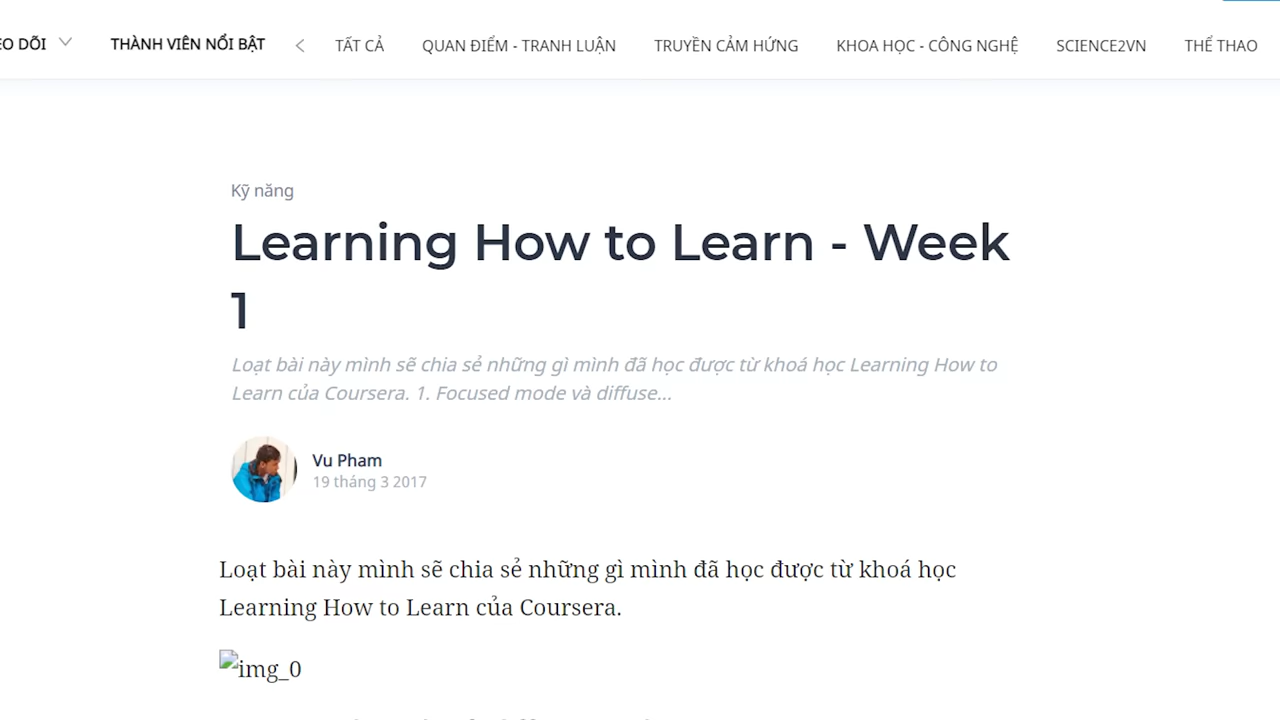 DÕI
THÀNH VIÊN NỔI BẬT
TẤT CẢ
QUAN ĐIỂM - TRANH LUẬN
TRUYỀN CẢM HỨNG
KHOA HỌC - CÔNG NGHỆ
SCIENCE2VN
THỂ THAO
Kỹ năng
Learning How to Learn - Week
1
Loạt bài này mình sẽ chia sẻ những gì mình đã học được từ khoá học Learning How to
Learn của Coursera. 1. Focused mode và diffuse...
Vu Pham
19 tháng 3 2017
Loạt bài này mình sẽ chia sẻ những gì mình đã học được từ khoá học
Learning How to Learn của Coursera.
img_0